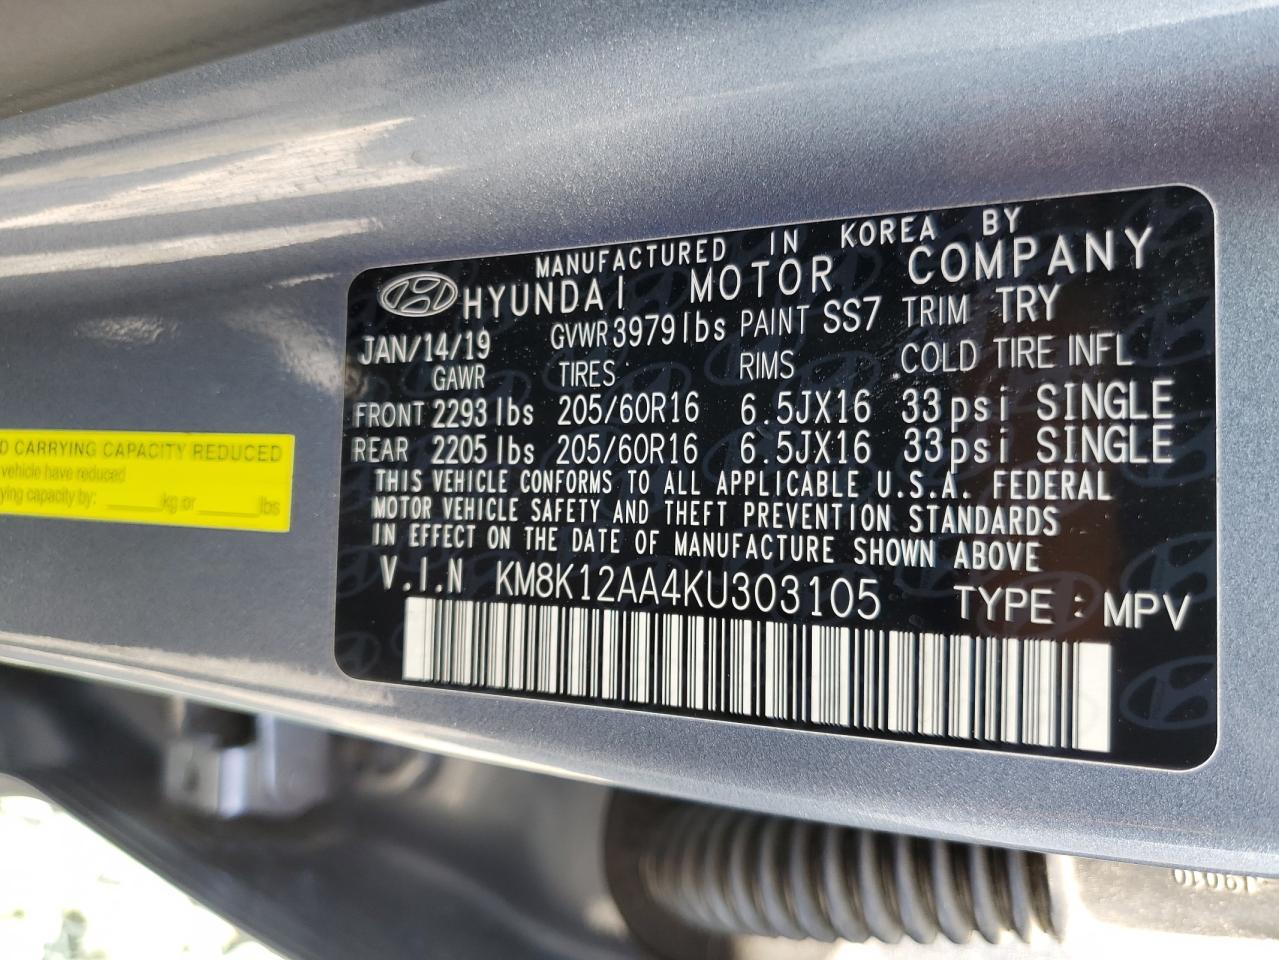 MANUFACTURED IN KOREA BY
HYUNDAI MOTOR COMPANY
JAN/14/19 GVWR 3979 lbs PAINT SS7 TRIM TRY
GAWR TIRES RIMS COLD TIRE INFL
FRONT 2293 lbs 205/60R16 6.5JX16 33psi SINGLE
REAR 2205 lbs 205/60R16 6.5JX16 33psi SINGLE
THIS VEHICLE CONFORMS TO ALL APPLICABLE U.S.A. FEDERAL
MOTOR VEHICLE SAFETY AND THEFT PREVENTION STANDARDS
IN EFFECT ON THE DATE OF MANUFACTURE SHOWN ABOVE
V.I.N KM8K12AA4KU303105 TYPE : MPV
D CARRYING CAPACITY REDUCED
vehicle have reduced
ying capacity by: ____kg or ____lbs